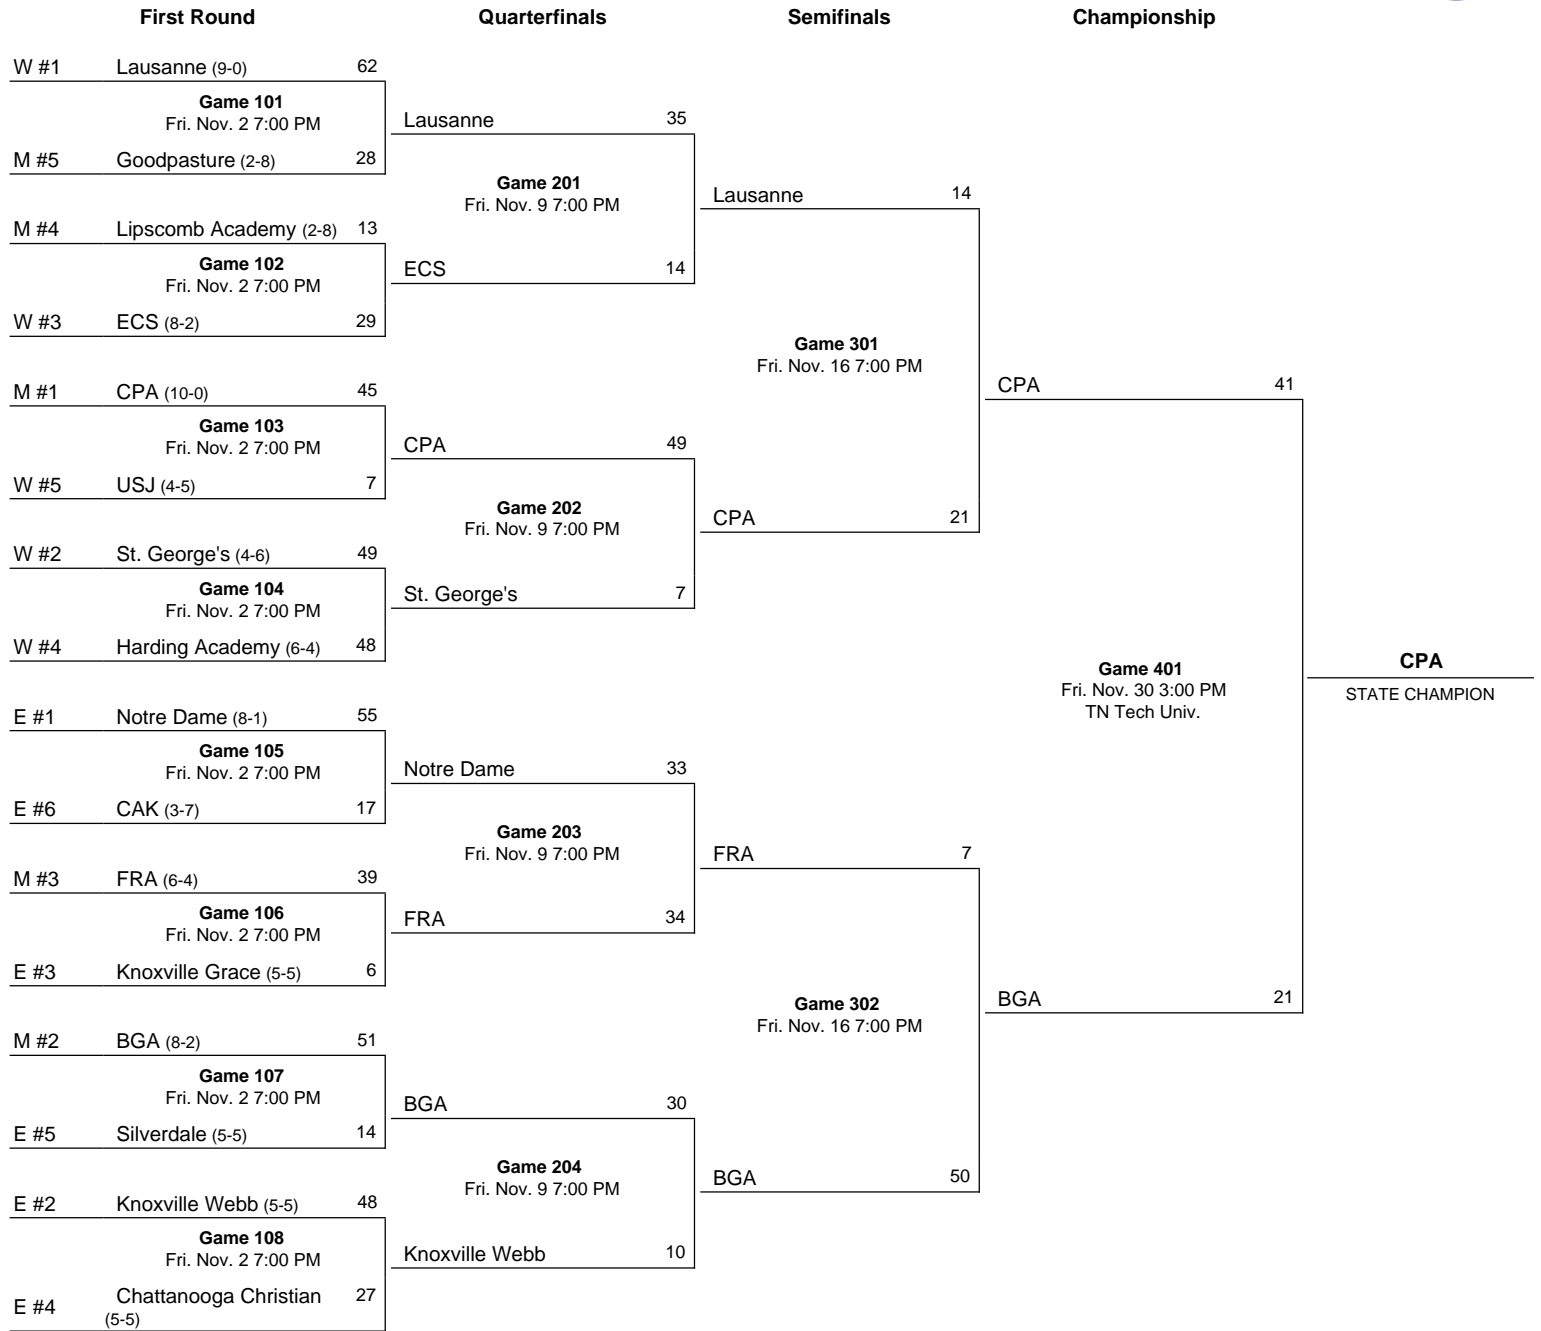 First Round Quarterfinals Semifinals Championship
W #1 Lausanne (9-0) 62
Game 101
Fri. Nov. 2 7:00 PM
M #5 Goodpasture (2-8) 28
M #4 Lipscomb Academy (2-8) 13
Game 102
Fri. Nov. 2 7:00 PM
W #3 ECS (8-2) 29
M #1 CPA (10-0) 45
Game 103
Fri. Nov. 2 7:00 PM
W #5 USJ (4-5) 7
W #2 St. George's (4-6) 49
Game 104
Fri. Nov. 2 7:00 PM
W #4 Harding Academy (6-4) 48
E #1 Notre Dame (8-1) 55
Game 105
Fri. Nov. 2 7:00 PM
E #6 CAK (3-7) 17
M #3 FRA (6-4) 39
Game 106
Fri. Nov. 2 7:00 PM
E #3 Knoxville Grace (5-5) 6
M #2 BGA (8-2) 51
Game 107
Fri. Nov. 2 7:00 PM
E #5 Silverdale (5-5) 14
E #2 Knoxville Webb (5-5) 48
Game 108
Fri. Nov. 2 7:00 PM
E #4 Chattanooga Christian 27
(5-5)
Lausanne 35
Game 201
Fri. Nov. 9 7:00 PM
ECS 14
CPA 49
Game 202
Fri. Nov. 9 7:00 PM
St. George's 7
Notre Dame 33
Game 203
Fri. Nov. 9 7:00 PM
FRA 34
BGA 30
Game 204
Fri. Nov. 9 7:00 PM
Knoxville Webb 10
Lausanne 14
Game 301
Fri. Nov. 16 7:00 PM
CPA 21
FRA 7
Game 302
Fri. Nov. 16 7:00 PM
BGA 50
CPA 41
Game 401
Fri. Nov. 30 3:00 PM
TN Tech Univ.
BGA 21
CPA
STATE CHAMPION